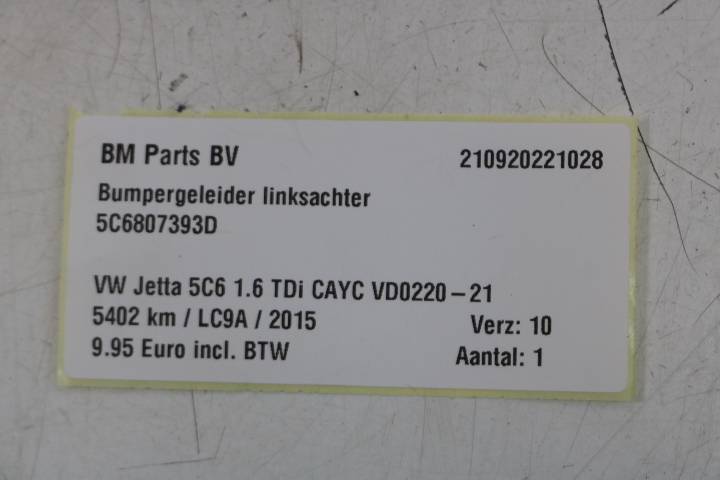 BM Parts BV 210920221028
Bumpergeleider linksachter
5C6807393D
VW Jetta 5C6 1.6 TDi CAYC VD0220-21
5402 km / LC9A / 2015 Verz: 10
9.95 Euro incl. BTW Aantal: 1